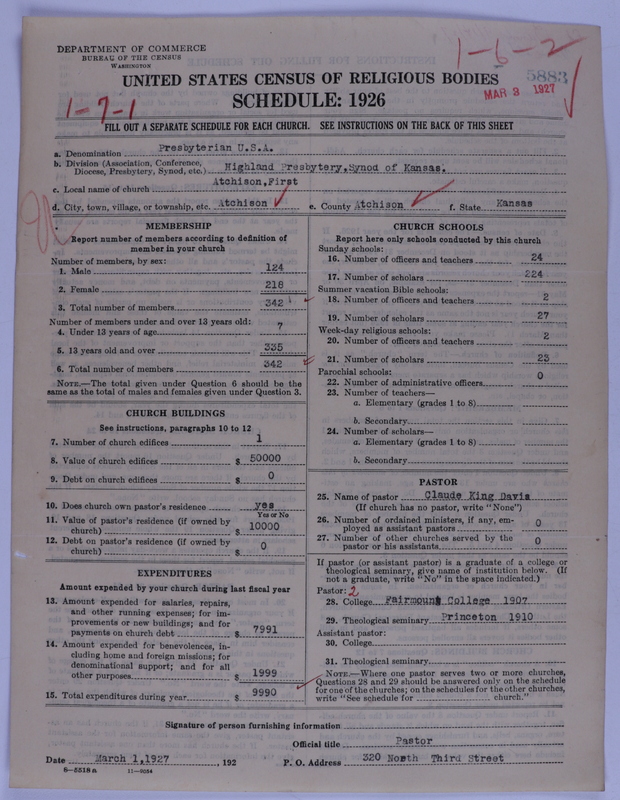 DEPARTMENT OF COMMERCE
BUREAU OF THE CENSUS
WASHINGTON
1-6-2
5883
MAR 3 1927
UNITED STATES CENSUS OF RELIGIOUS BODIES
1-7-1
SCHEDULE: 1926
FILL OUT A SEPARATE SCHEDULE FOR EACH CHURCH. SEE INSTRUCTIONS ON THE BACK OF THIS SHEET
a. Denomination Presbyterian U.S.A.
b. Division (Association, Conference, Diocese, Presbytery, Synod, etc.) Highland Presbytery, Synod of Kansas.
c. Local name of church Atchison, First
d. City, town, village, or township, etc. Atchison e. County Atchison f. State Kansas
MEMBERSHIP
Report number of members according to definition of
member in your church
Number of members, by sex:
1. Male 124
2. Female 218
3. Total number of members 342
Number of members under and over 13 years old:
4. Under 13 years of age 7
5. 13 years old and over 335
6. Total number of members 342
NOTE.—The total given under Question 6 should be the
same as the total of males and females given under Question 3.
CHURCH BUILDINGS
See instructions, paragraphs 10 to 12
7. Number of church edifices 1
8. Value of church edifices $ 50000
9. Debt on church edifices $ 0
10. Does church own pastor's residence yes
Yes or No
11. Value of pastor's residence (if owned by
church) $ 10000
12. Debt on pastor's residence (if owned by
church) $ 0
EXPENDITURES
Amount expended by your church during last fiscal year
13. Amount expended for salaries, repairs,
and other running expenses; for im-
provements or new buildings; and for
payments on church debt $ 7991
14. Amount expended for benevolences, in-
cluding home and foreign missions; for
denominational support; and for all
other purposes $ 1999
15. Total expenditures during year $ 9990
CHURCH SCHOOLS
Report here only schools conducted by this church
Sunday schools:
16. Number of officers and teachers 24
17. Number of scholars 224
Summer vacation Bible schools:
18. Number of officers and teachers 2
19. Number of scholars 27
Week-day religious schools:
20. Number of officers and teachers 2
21. Number of scholars 23
Parochial schools:
22. Number of administrative officers 0
23. Number of teachers—
a. Elementary (grades 1 to 8)
b. Secondary
24. Number of scholars—
a. Elementary (grades 1 to 8)
b. Secondary
PASTOR
25. Name of pastor Claude King Davis
(If church has no pastor, write "None")
26. Number of ordained ministers, if any, em-
ployed as assistant pastors 0
27. Number of other churches served by the
pastor or his assistants 0
If pastor (or assistant pastor) is a graduate of a college or
theological seminary, give name of institution below. (If
not a graduate, write "No" in the space indicated.)
Pastor: 2
28. College Fairmount College 1907
29. Theological seminary Princeton 1910
Assistant pastor:
30. College
31. Theological seminary
NOTE.—Where one pastor serves two or more churches,
Questions 28 and 29 should be answered only on the schedule
for one of the churches; on the schedules for the other churches,
write "See schedule for church."
Signature of person furnishing information
Official title Pastor
Date March 1,1927 , 192 P. O. Address 320 North Third Street
8-5518 a 11-9034